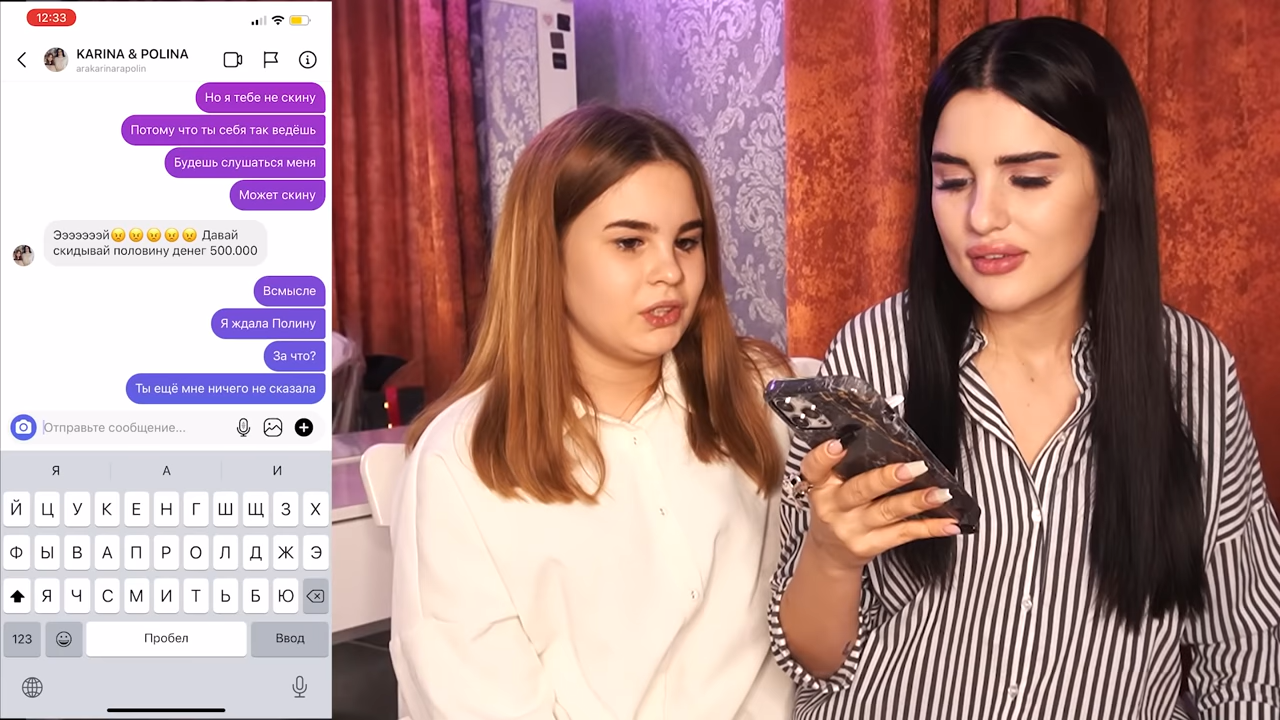 12:33
KARINA & POLINA
arakarinarapolin
Но я тебе не скину
Потому что ты себя так ведёшь
Будешь слушаться меня
Может скину
Эээээээй😠😠😠😠😠 Давай
скидывай половину денег 500.000
Всмысле
Я ждала Полину
За что?
Ты ещё мне ничего не сказала
Отправьте сообщение...
Я А И
Й Ц У К Е Н Г Ш Щ З Х
Ф Ы В А П Р О Л Д Ж Э
Я Ч С М И Т Ь Б Ю
123 Пробел Ввод